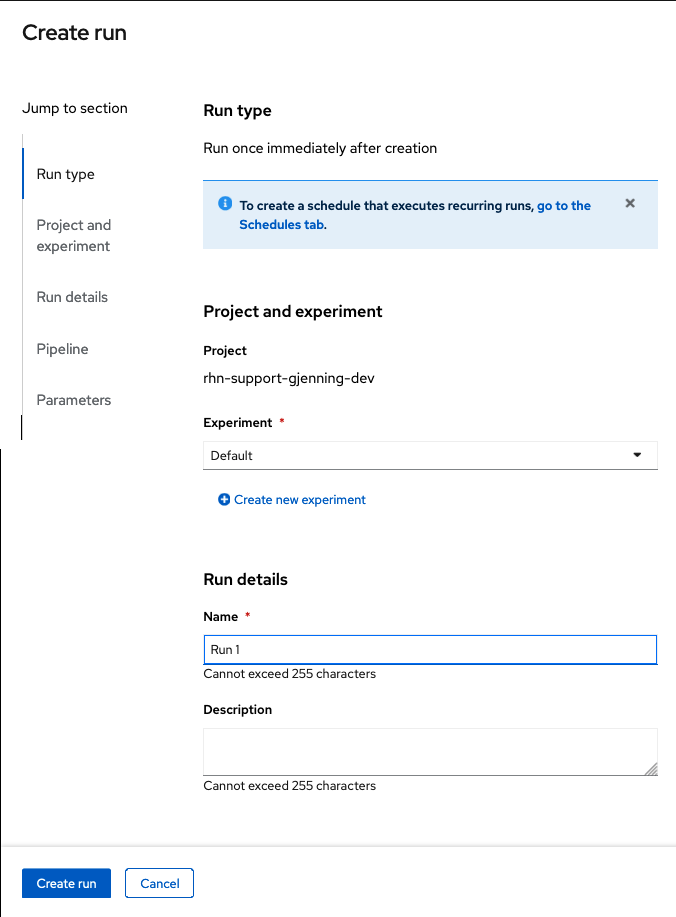 Create run
Jump to section
Run type
Project and
experiment
Run details
Pipeline
Parameters
Run type
Run once immediately after creation
To create a schedule that executes recurring runs, go to the
Schedules tab.
Project and experiment
Project
rhn-support-gjenning-dev
Experiment *
Default
Create new experiment
Run details
Name *
Run 1
Cannot exceed 255 characters
Description
Cannot exceed 255 characters
Create run
Cancel